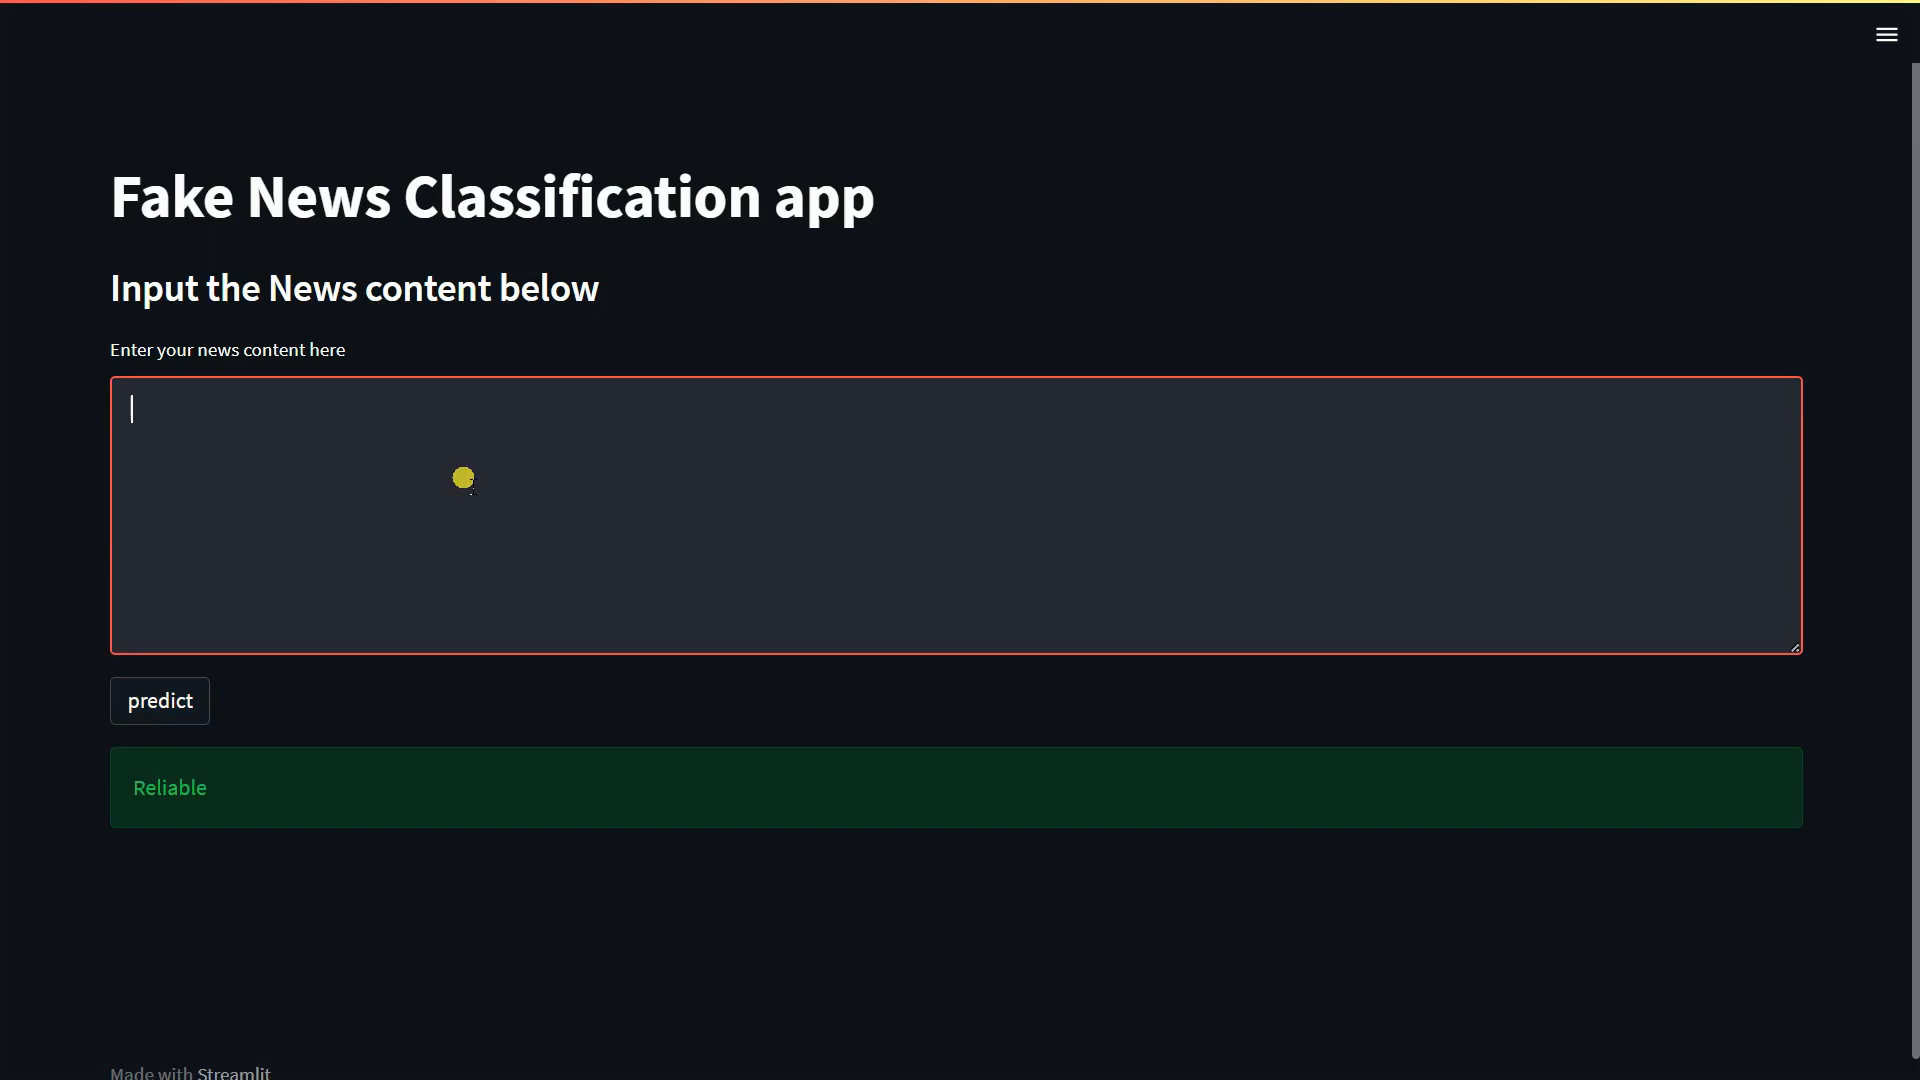 Fake News Classification app
Input the News content below
Enter your news content here
predict
Reliable
Made with Streamlit